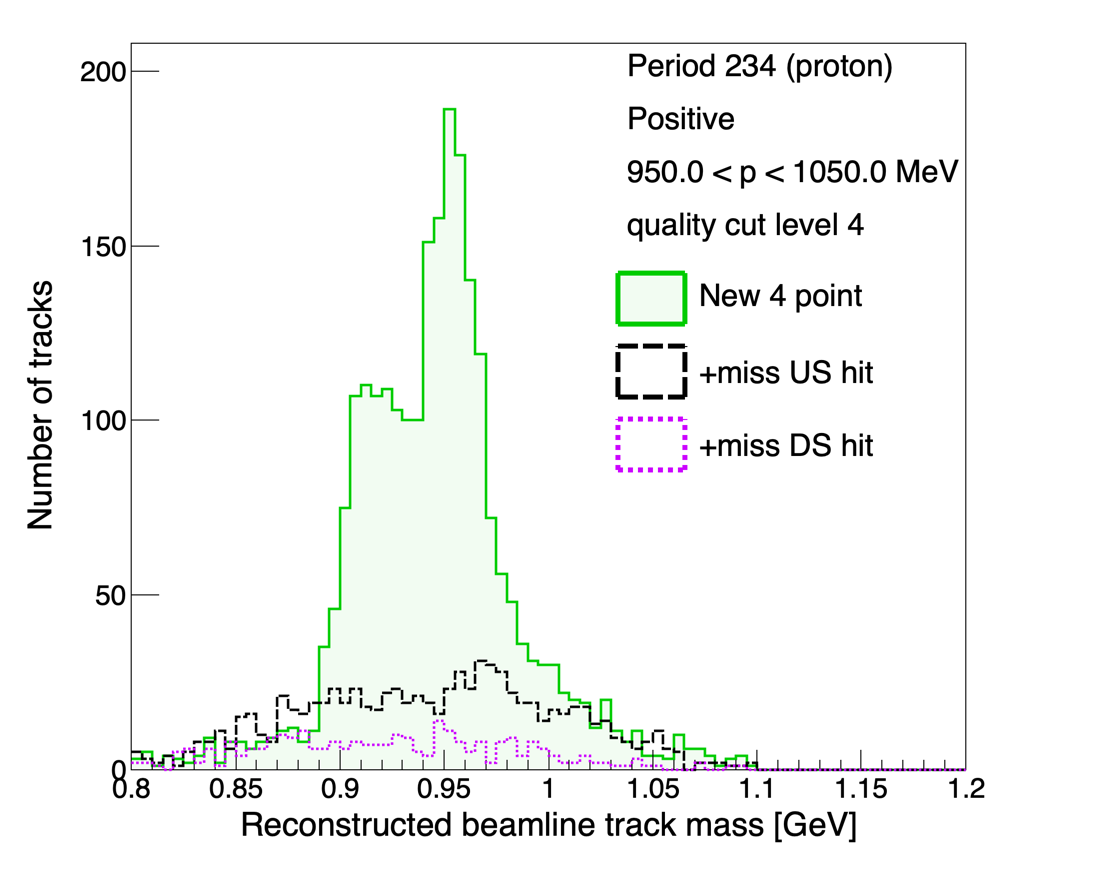 Period 234 (proton)
Positive
950.0 < p < 1050.0 MeV
quality cut level 4
New 4 point
+miss US hit
+miss DS hit
Number of tracks
200
150
100
50
0
0.8 0.85 0.9 0.95 1 1.05 1.1 1.15 1.2
Reconstructed beamline track mass [GeV]